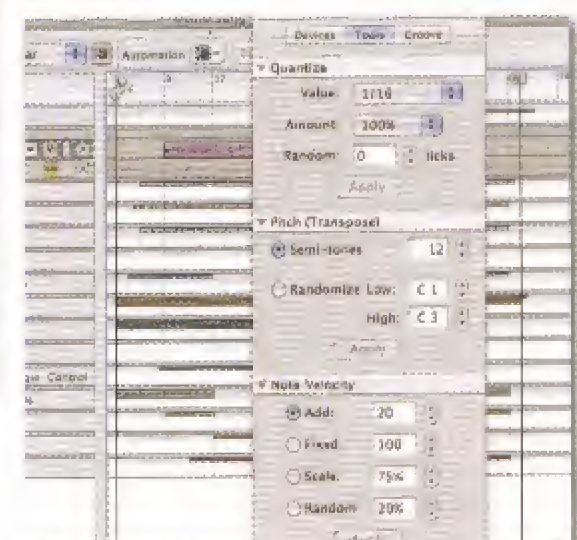 Automation
Devices Tools Groove
Quantize
Value: 1/16
Amount: 100%
Random: 0 ticks
Apply
Pitch (Transpose)
Semi-tones 12
Randomize Low: C 1
High: C 3
Apply
Control
Note Velocity
Add: 20
Fixed 100
Scale: 75%
Random 20%